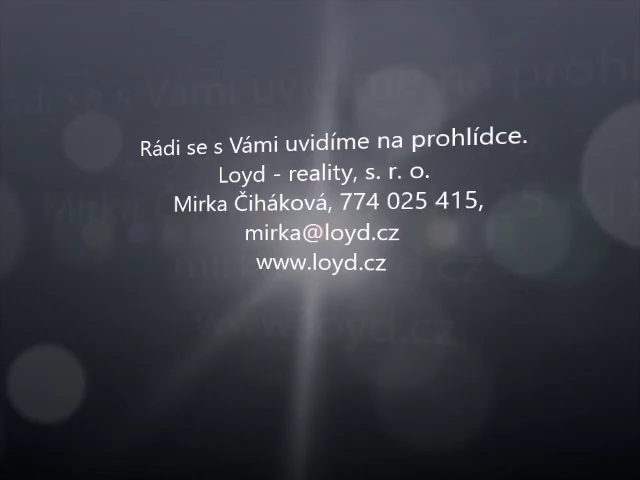 Rádi se s Vámi uvidíme na prohlídce.
Loyd - reality, s. r. o.
Mirka Čiháková, 774 025 415,
mirka@loyd.cz
www.loyd.cz